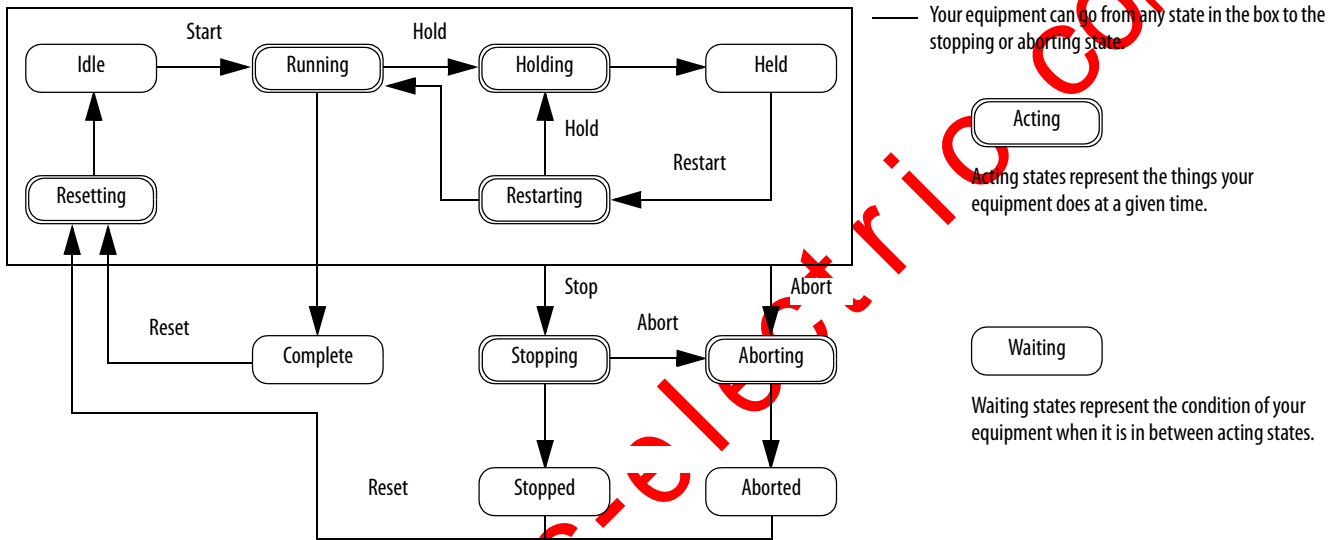 Your equipment can go from any state in the box to the
stopping or aborting state.
Start
Hold
Idle
Running
Holding
Held
Acting
Hold
Restart
Resetting
Restarting
Acting states represent the things your
equipment does at a given time.
Stop
Abort
Reset
Abort
Complete
Stopping
Aborting
Waiting
Waiting states represent the condition of your
equipment when it is in between acting states.
Reset
Stopped
Aborted